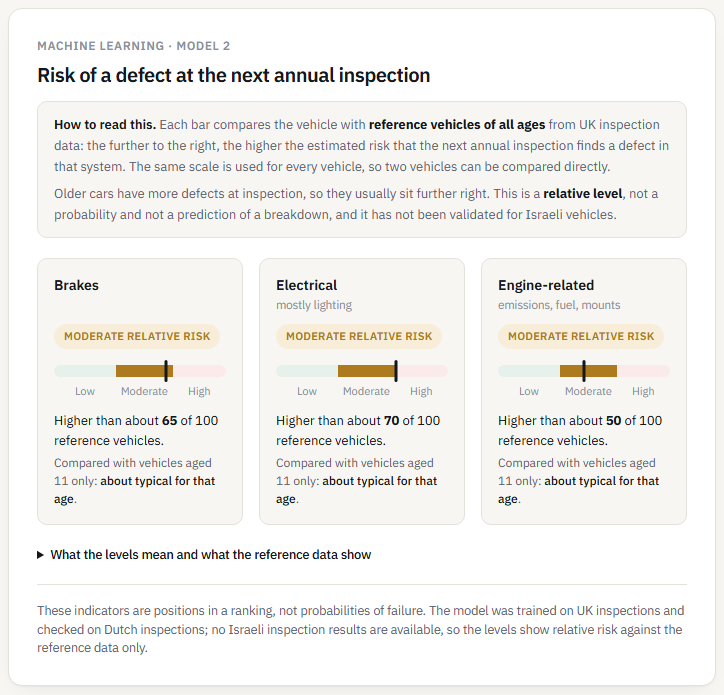 MACHINE LEARNING · MODEL 2
Risk of a defect at the next annual inspection
How to read this. Each bar compares the vehicle with reference vehicles of all ages from UK inspection
data: the further to the right, the higher the estimated risk that the next annual inspection finds a defect in
that system. The same scale is used for every vehicle, so two vehicles can be compared directly.
Older cars have more defects at inspection, so they usually sit further right. This is a relative level, not a
probability and not a prediction of a breakdown, and it has not been validated for Israeli vehicles.
Brakes
MODERATE RELATIVE RISK
Low Moderate High
Higher than about 65 of 100
reference vehicles.
Compared with vehicles aged
11 only: about typical for that
age.
Electrical
mostly lighting
MODERATE RELATIVE RISK
Low Moderate High
Higher than about 70 of 100
reference vehicles.
Compared with vehicles aged
11 only: about typical for that
age.
Engine-related
emissions, fuel, mounts
MODERATE RELATIVE RISK
Low Moderate High
Higher than about 50 of 100
reference vehicles.
Compared with vehicles aged
11 only: about typical for that
age.
What the levels mean and what the reference data show
These indicators are positions in a ranking, not probabilities of failure. The model was trained on UK inspections and
checked on Dutch inspections; no Israeli inspection results are available, so the levels show relative risk against the
reference data only.